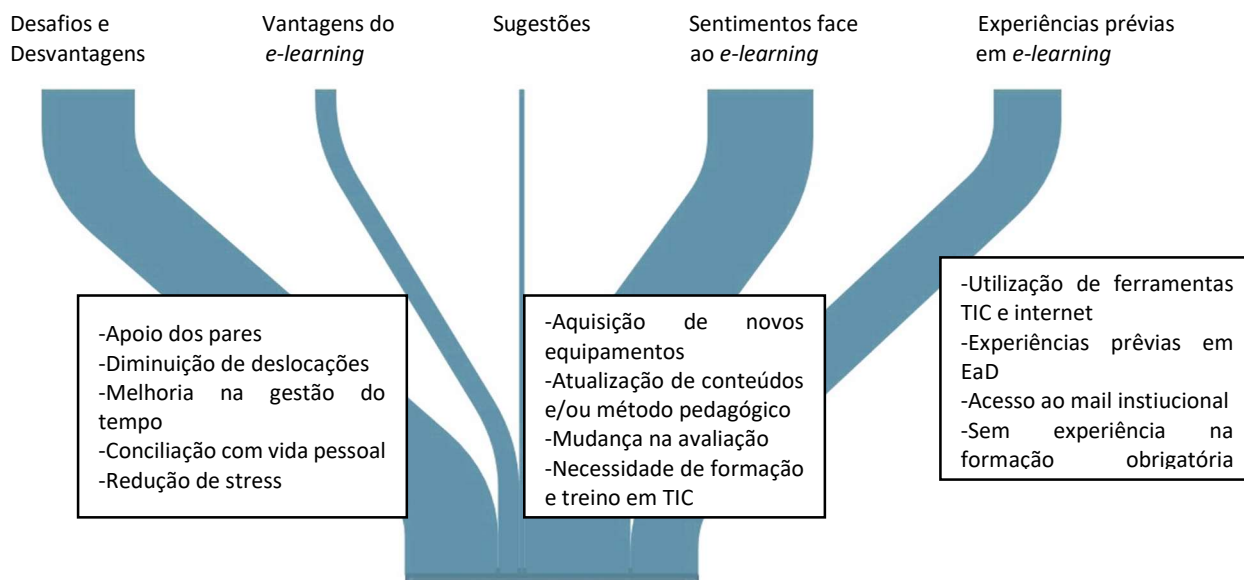 Desafios e
Desvantagens
Vantagens do
e-learning
Sugestões
Sentimentos face
ao e-learning
Experiências prévias
em e-learning
-Apoio dos pares
-Diminuição de deslocações
-Melhoria na gestão do
tempo
-Conciliação com vida pessoal
-Redução de stress
-Aquisição de novos
equipamentos
-Atualização de conteúdos
e/ou método pedagógico
-Mudança na avaliação
-Necessidade de formação
e treino em TIC
-Utilização de ferramentas
TIC e internet
-Experiências prêvias em
EaD
-Acesso ao mail instiucional
-Sem experiência na
formação obrigatória